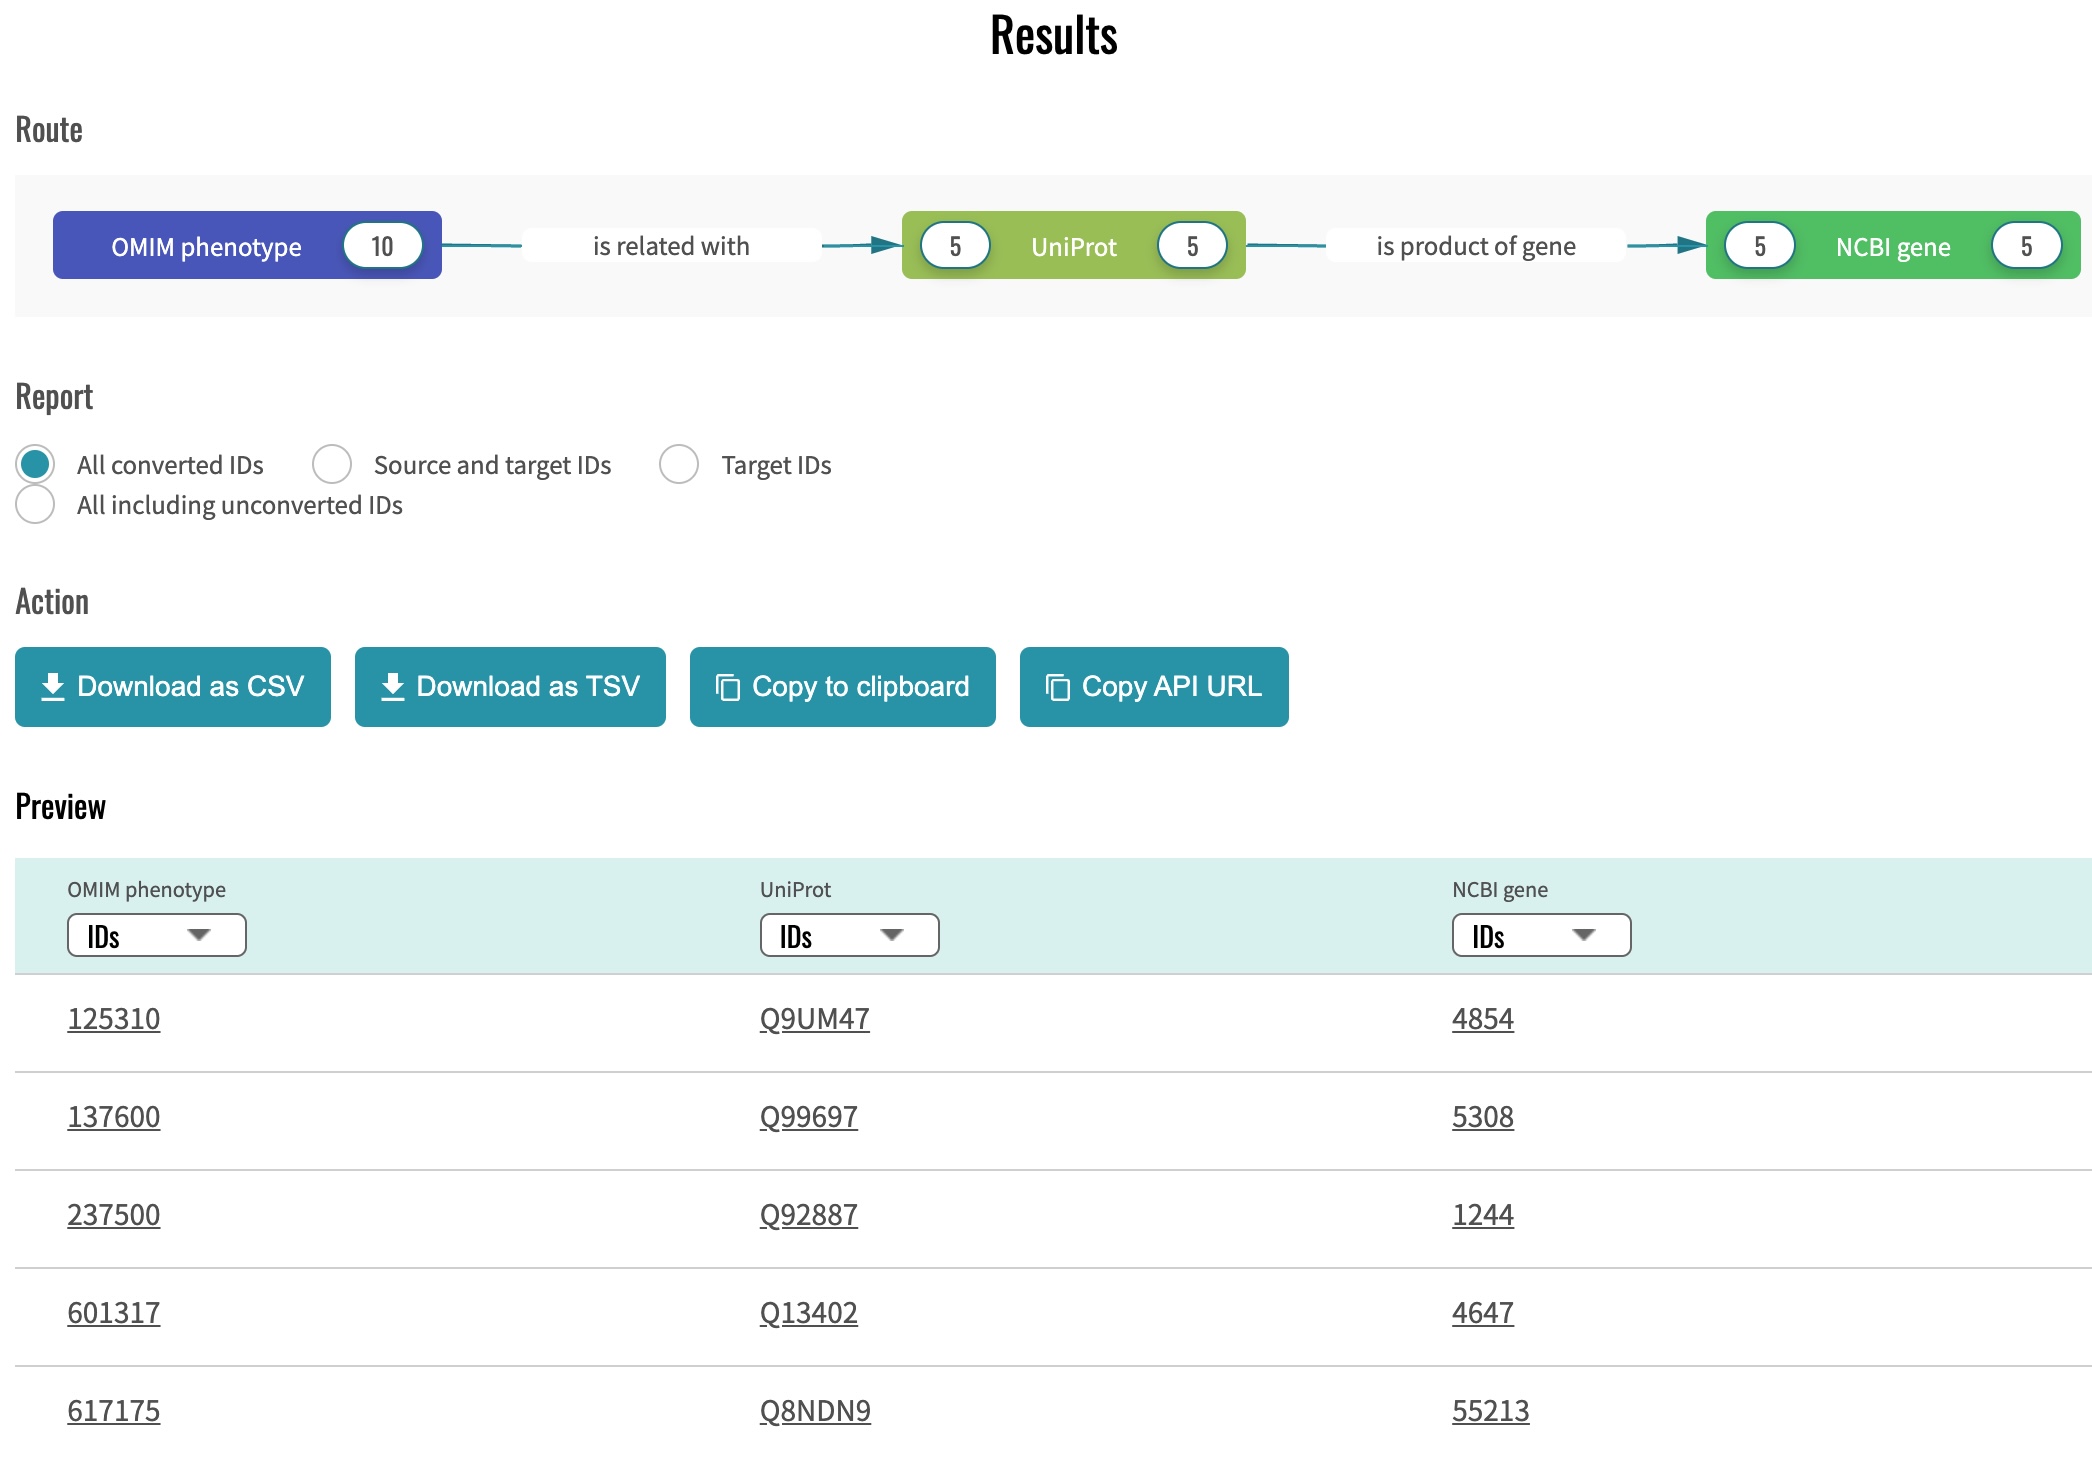 Results
Route
OMIM phenotype 10 is related with 5 UniProt 5 is product of gene 5 NCBI gene 5
Report
All converted IDs Source and target IDs Target IDs
All including unconverted IDs
Action
Download as CSV Download as TSV Copy to clipboard Copy API URL
Preview
OMIM phenotype UniProt NCBI gene
IDs IDs IDs
125310 Q9UM47 4854
137600 Q99697 5308
237500 Q92887 1244
601317 Q13402 4647
617175 Q8NDN9 55213